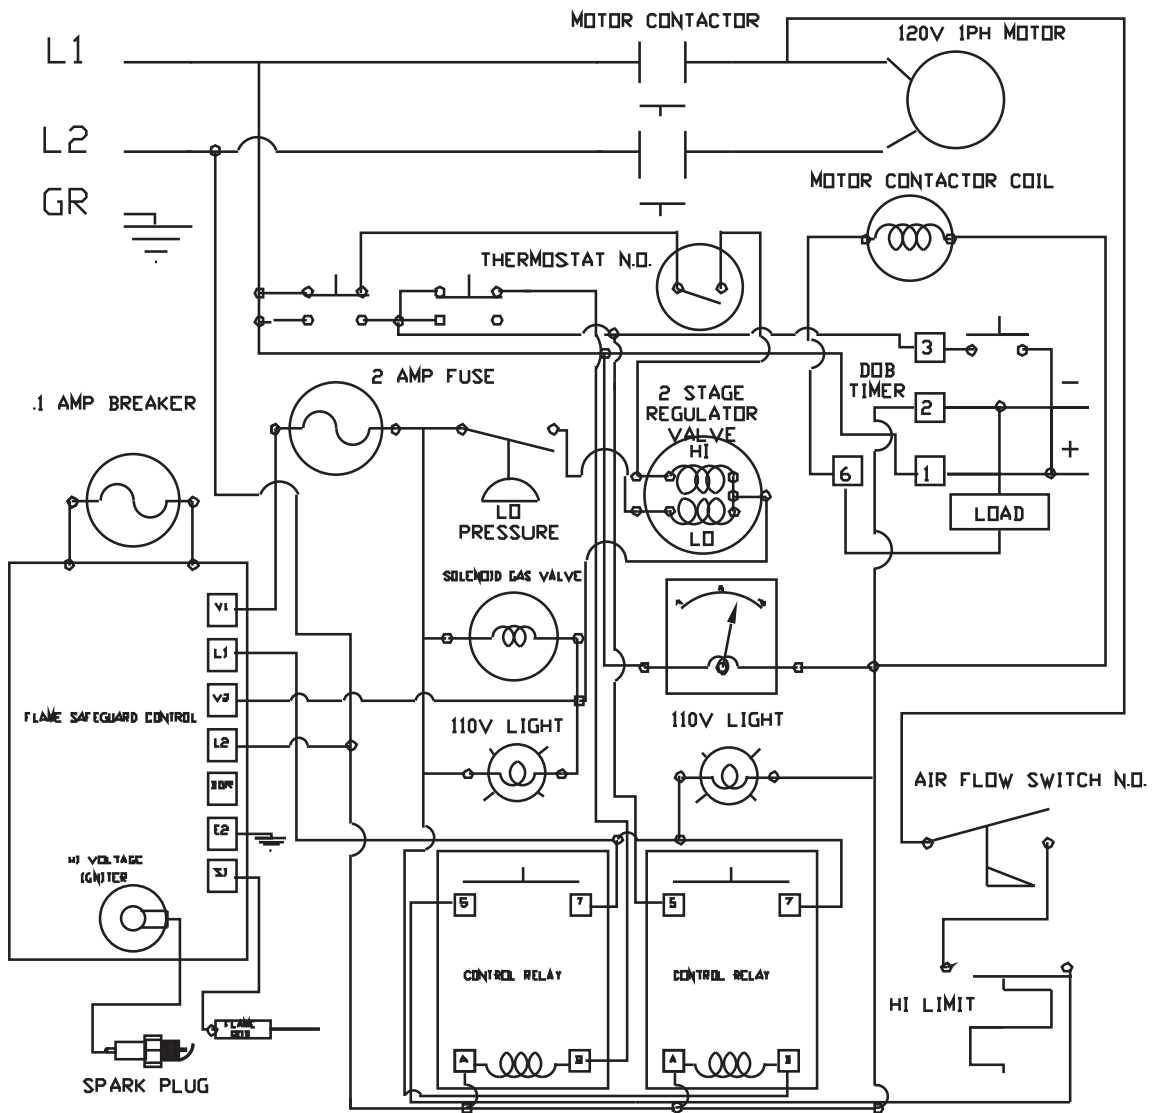 MOTOR CONTACTOR
120V 1PH MOTOR
L1
L2
GR
MOTOR CONTACTOR COIL
THERMOSTAT N.O.
3
DOB
TIMER
2
-
+
6
1
LOAD
2 AMP FUSE
.1 AMP BREAKER
2 STAGE
REGULATOR
VALVE
HI
LO
LO
PRESSURE
SOLENOID GAS VALVE
V1
L1
FLAME SAFEGUARD CONTROL
L2
E2
S1
110V LIGHT
110V LIGHT
AIR FLOW SWITCH N.O.
HI VOLTAGE
IGNITER
7
7
5
CONTROL RELAY
CONTROL RELAY
HI LIMIT
A
A
B
FLAME
ROD
SPARK PLUG